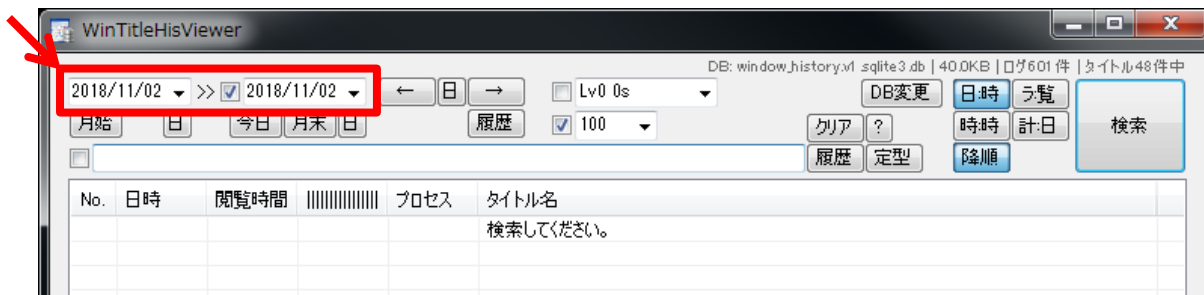 WinTitleHisViewer
DB: window_history.v1.sqlite3.db | 40.0KB | ログ601件 | タイトル48件中
2018/11/02 >> 2018/11/02 ← 日 → Lv0 0s DB変更 日:時 ラ:覧
月始 日 今日 月末 日 履歴 100 クリア ? 時:時 計:日 検索
履歴 定型 降順
No. 日時 閲覧時間 |||||||||||||||| プロセス タイトル名
検索してください。